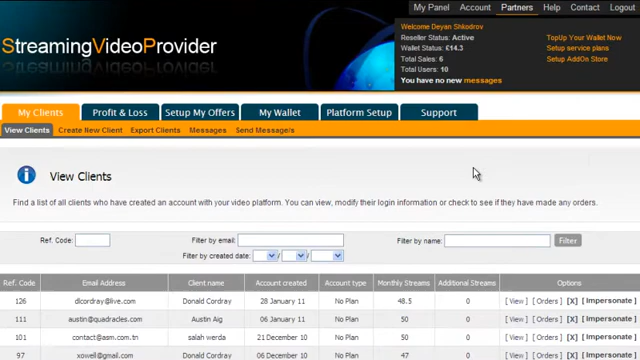 My Panel Account Partners Help Contact Logout
StreamingVideoProvider
Welcome Deyan Shkodrov
Reseller Status: Active TopUp Your Wallet Now
Wallet Status: £14.3 Setup service plans
Total Sales: 6 Setup AddOn Store
Total Users: 10
You have no new messages
My Clients Profit & Loss Setup My Offers My Wallet Platform Setup Support
View Clients Create New Client Export Clients Messages Send Message/s
View Clients
Find a list of all clients who have created an account with your video platform. You can view, modify their login information or check to see if they have made any orders.
Ref. Code: Filter by email: Filter by name: Filter
Filter by created date: / /
Ref. Code Email Address Client name Account created Account type Monthly Streams Additional Streams Options
126 dlcordray@live.com Donald Cordray 28 January 11 No Plan 48.5 0 [ View ] [ Orders ] [X] [ Impersonate ]
111 austin@quadracles.com Austin Aig 06 January 11 No Plan 50 0 [ View ] [ Orders ] [X] [ Impersonate ]
101 contact@asm.com.tn salah werda 21 December 10 No Plan 50 0 [ View ] [ Orders ] [X] [ Impersonate ]
97 xowell@gmail.com Donald Cordray 06 December 10 No Plan 47 0 [ View ] [ Orders ] [X] [ Impersonate ]